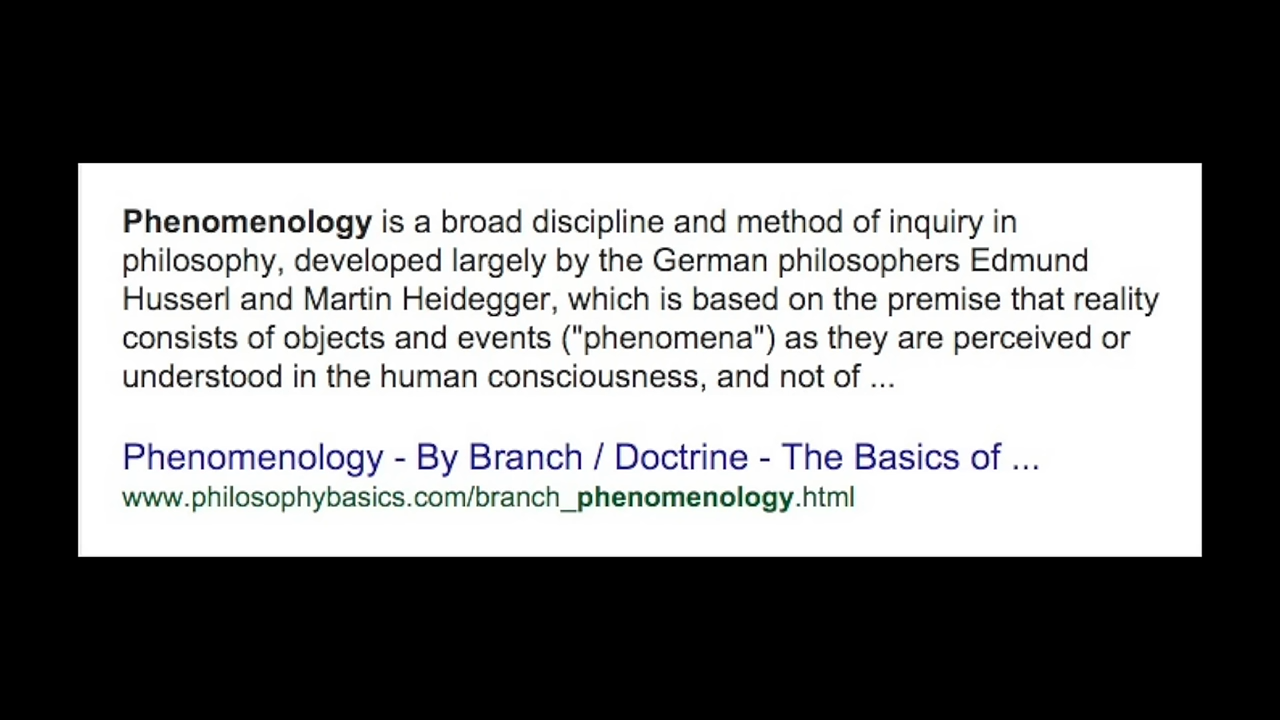 Phenomenology is a broad discipline and method of inquiry in
philosophy, developed largely by the German philosophers Edmund
Husserl and Martin Heidegger, which is based on the premise that reality
consists of objects and events ("phenomena") as they are perceived or
understood in the human consciousness, and not of ...
Phenomenology - By Branch / Doctrine - The Basics of ...
www.philosophybasics.com/branch_phenomenology.html